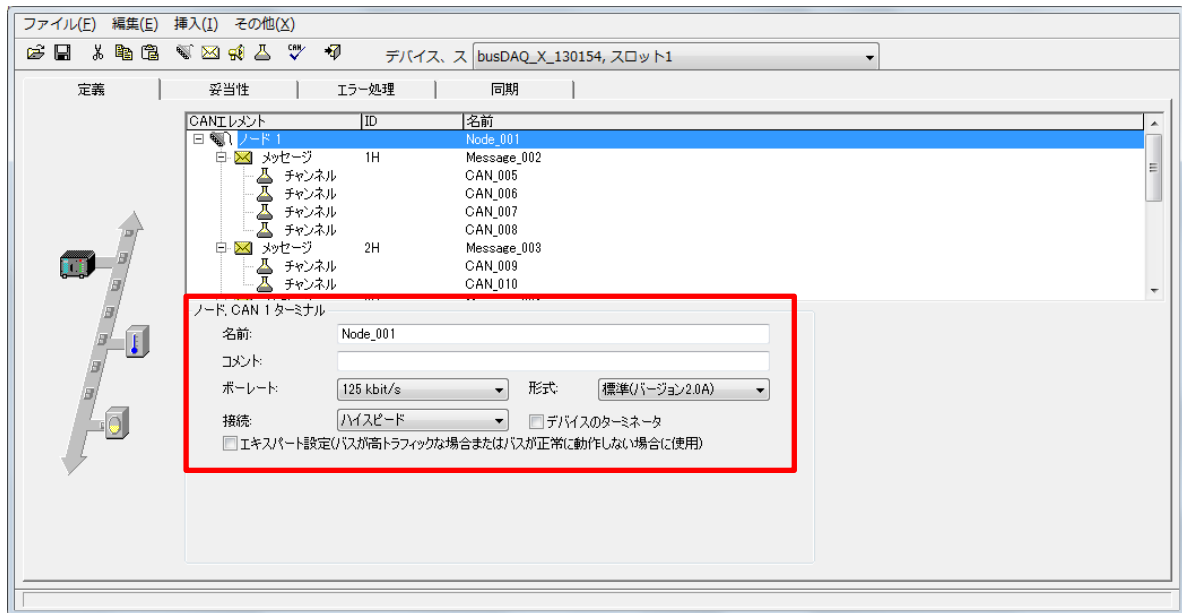 ファイル(F) 編集(E) 挿入(I) その他(X)
デバイス、ス busDAQ_X_130154, スロット1
定義 妥当性 エラー処理 同期
CANエレメント ID 名前
ノード 1 Node_001
メッセージ 1H Message_002
チャンネル CAN_005
チャンネル CAN_006
チャンネル CAN_007
チャンネル CAN_008
メッセージ 2H Message_003
チャンネル CAN_009
チャンネル CAN_010
ノード, CAN 1 ターミナル
名前: Node_001
コメント:
ボーレート: 125 kbit/s 形式: 標準(バージョン2.0A)
接続: ハイスピード デバイスのターミネータ
エキスパート設定(バスが高トラフィックな場合またはバスが正常に動作しない場合に使用)